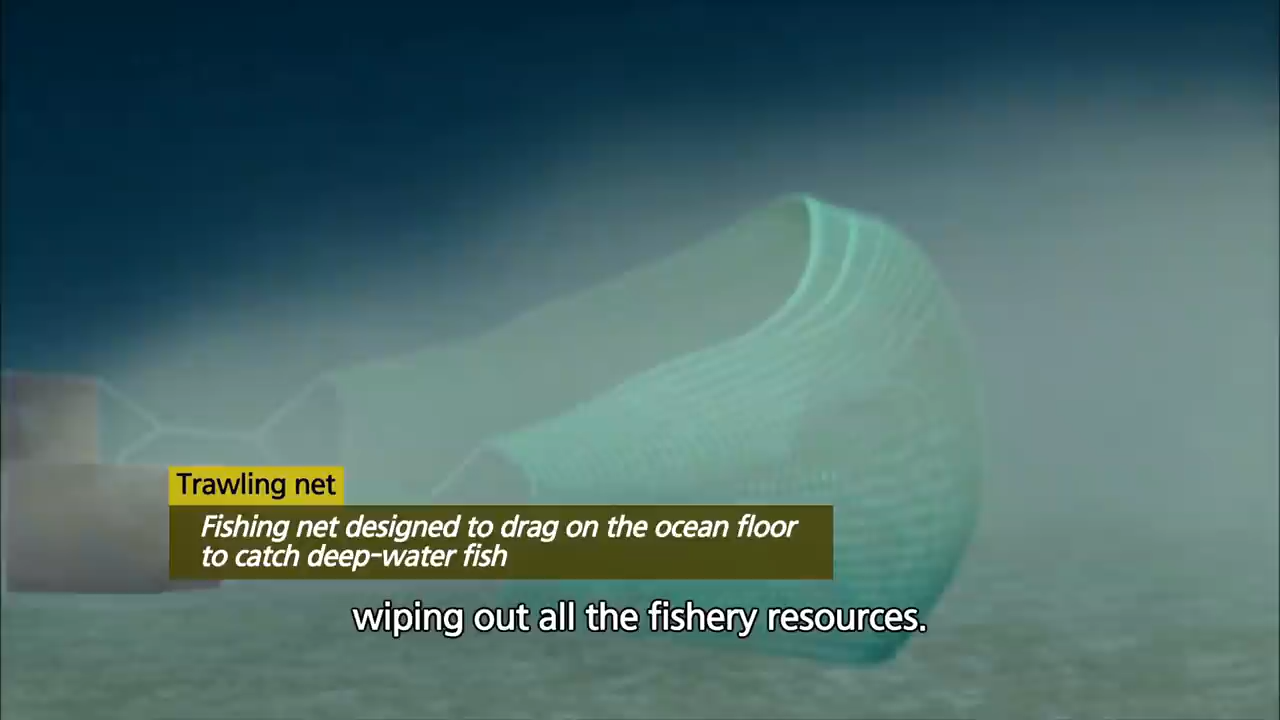 Trawling net
Fishing net designed to drag on the ocean floor
to catch deep-water fish
wiping out all the fishery resources.